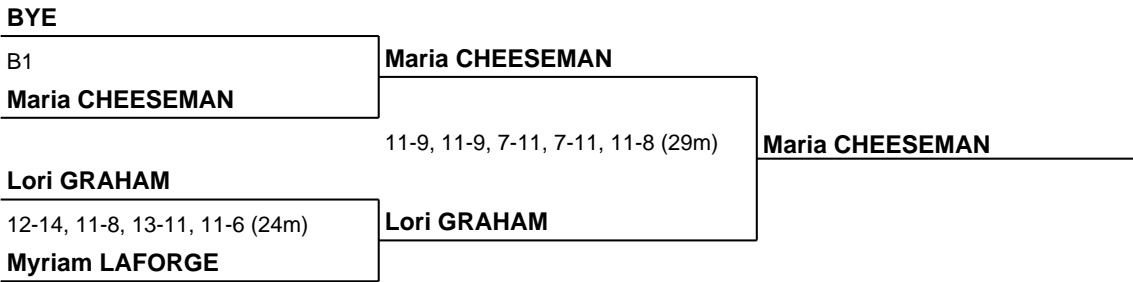 BYE
B1
Maria CHEESEMAN
Maria CHEESEMAN
11-9, 11-9, 7-11, 7-11, 11-8 (29m)
Maria CHEESEMAN
Lori GRAHAM
12-14, 11-8, 13-11, 11-6 (24m)
Lori GRAHAM
Myriam LAFORGE